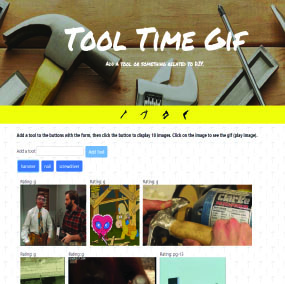 TOOL TIME GIF
ADD A TOOL OR SOMETHING RELATED TO DIY.
Add a tool to the buttons with the form, then click the button to display 10 images. Click on the image to see the gif (play image).
Add a tool: Add tool
hammer nail screwdriver
Rating: g Rating: g Rating: g
Clarke
Rating: g Rating: g Rating: pg-13